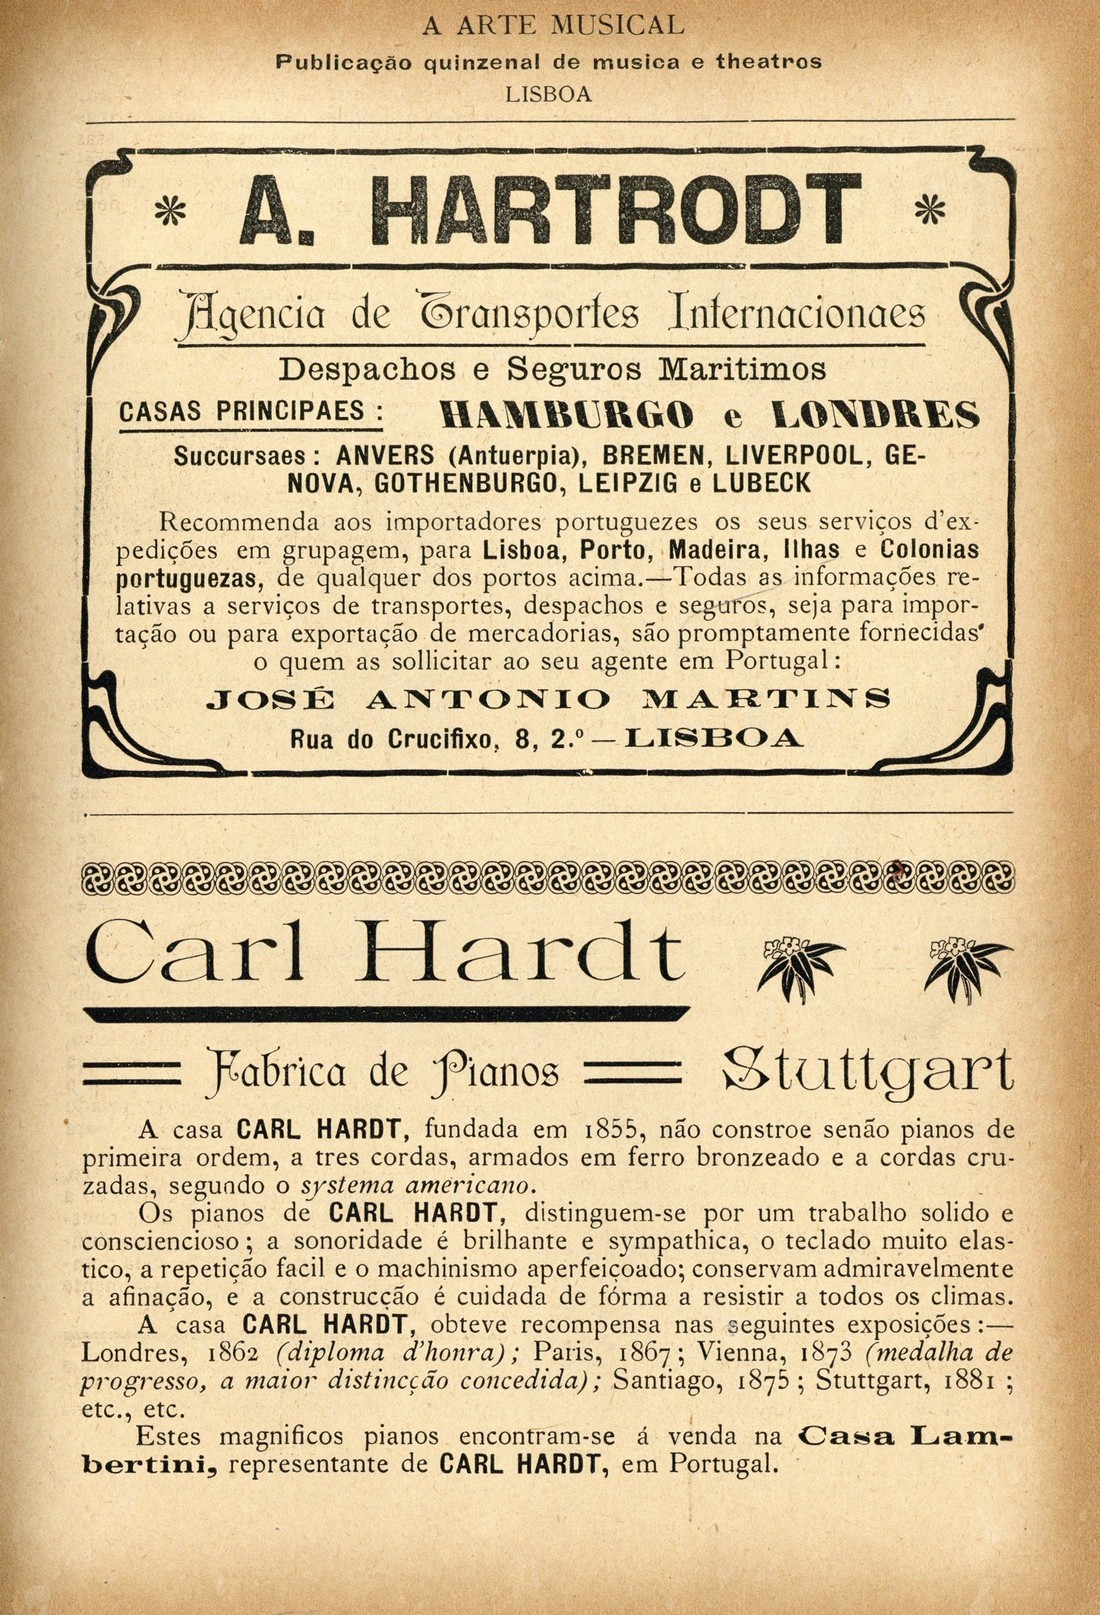 A ARTE MUSICAL
Publicação quinzenal de musica e theatros
LISBOA
A. HARTRODT
Agencia de Transportes Internacionaes
Despachos e Seguros Maritimos
CASAS PRINCIPAES : HAMBURGO e LONDRES
Succursaes : ANVERS (Antuerpia), BREMEN, LIVERPOOL, GE-
NOVA, GOTHENBURGO, LEIPZIG e LUBECK
Recommenda aos importadores portuguezes os seus serviços d'ex-
pedições em grupagem, para Lisboa, Porto, Madeira, Ilhas e Colonias
portuguezas, de qualquer dos portos acima.—Todas as informações re-
lativas a serviços de transportes, despachos e seguros, seja para impor-
tação ou para exportação de mercadorias, são promptamente fornecidas
o quem as sollicitar ao seu agente em Portugal:
JOSÉ ANTONIO MARTINS
Rua do Crucifixo, 8, 2.º — LISBOA
Carl Hardt
Fabrica de Pianos Stuttgart
A casa CARL HARDT, fundada em 1855, não constroe senão pianos de
primeira ordem, a tres cordas, armados em ferro bronzeado e a cordas cru-
zadas, segundo o systema americano.
Os pianos de CARL HARDT, distinguem-se por um trabalho solido e
consciencioso; a sonoridade é brilhante e sympathica, o teclado muito elas-
tico, a repetição facil e o machinismo aperfeiçoado; conservam admiravelmente
a afinação, e a construcção é cuidada de fórma a resistir a todos os climas.
A casa CARL HARDT, obteve recompensa nas seguintes exposições:—
Londres, 1862 (diploma d'honra); Paris, 1867; Vienna, 1873 (medalha de
progresso, a maior distincção concedida); Santiago, 1875; Stuttgart, 1881 ;
etc., etc.
Estes magnificos pianos encontram-se á venda na Casa Lam-
bertini, representante de CARL HARDT, em Portugal.